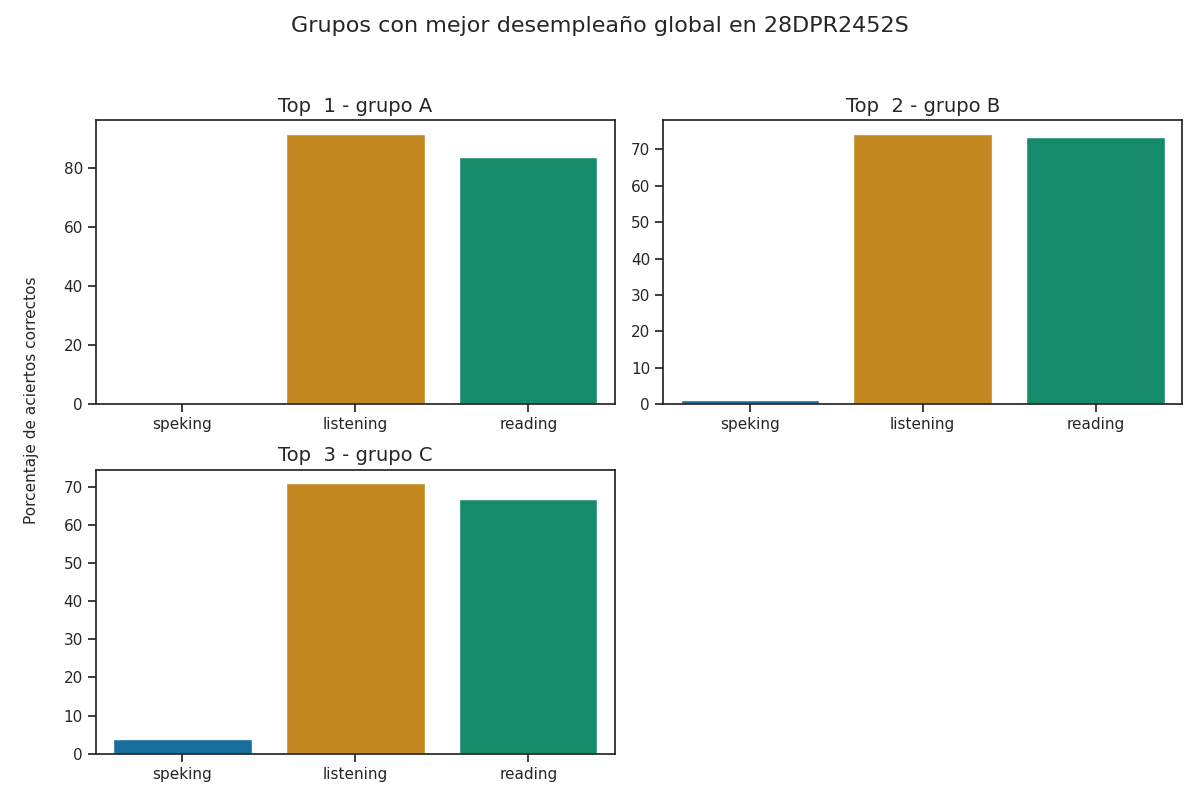 Grupos con mejor desempleaño global en 28DPR2452S
Porcentaje de aciertos correctos
Top  1 - grupo A
80
60
40
20
0
speking listening reading
Top  2 - grupo B
70
60
50
40
30
20
10
0
speking listening reading
Top  3 - grupo C
70
60
50
40
30
20
10
0
speking listening reading